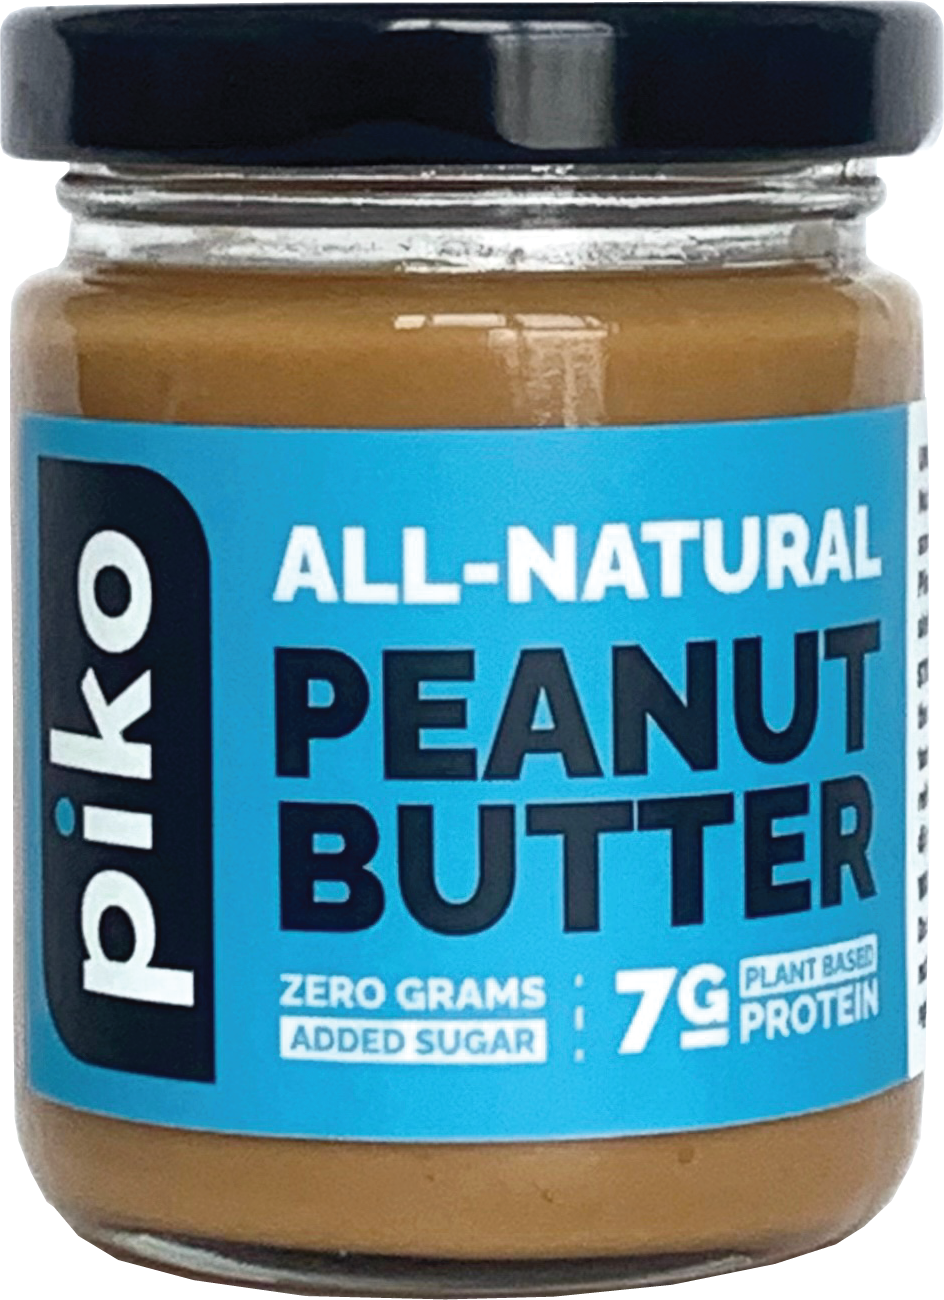 piko
ALL-NATURAL
PEANUT
BUTTER
ZERO GRAMS
ADDED SUGAR
7G
PLANT BASED
PROTEIN